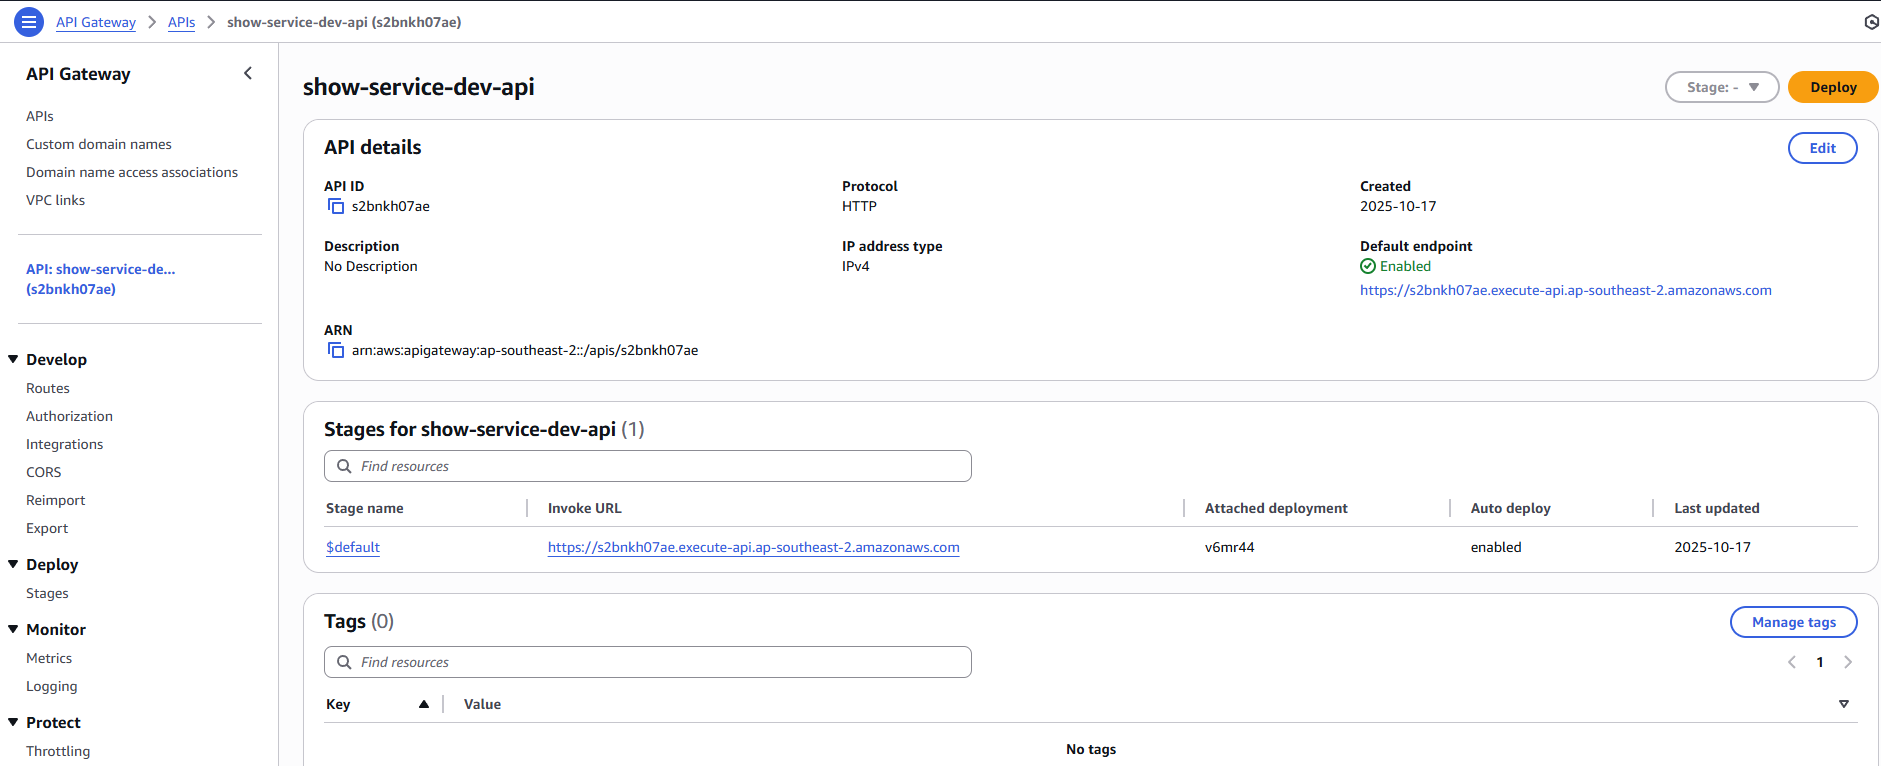 API Gateway > APIs > show-service-dev-api (s2bnkh07ae)
API Gateway
APIs
Custom domain names
Domain name access associations
VPC links
API: show-service-de...
(s2bnkh07ae)
Develop
Routes
Authorization
Integrations
CORS
Reimport
Export
Deploy
Stages
Monitor
Metrics
Logging
Protect
Throttling
show-service-dev-api
Stage: -
Deploy
API details
Edit
API ID
s2bnkh07ae
Protocol
HTTP
Created
2025-10-17
Description
No Description
IP address type
IPv4
Default endpoint
Enabled
https://s2bnkh07ae.execute-api.ap-southeast-2.amazonaws.com
ARN
arn:aws:apigateway:ap-southeast-2::/apis/s2bnkh07ae
Stages for show-service-dev-api (1)
Find resources
Stage name Invoke URL Attached deployment Auto deploy Last updated
$default https://s2bnkh07ae.execute-api.ap-southeast-2.amazonaws.com v6mr44 enabled 2025-10-17
Tags (0)
Manage tags
Find resources
1
Key Value
No tags